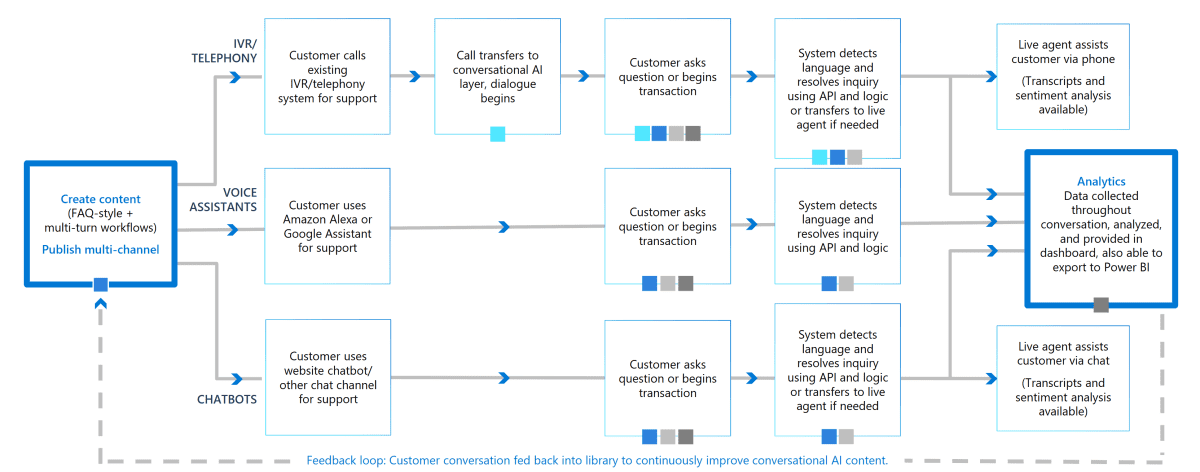 IVR/
TELEPHONY
Customer calls
existing
IVR/telephony
system for support
Call transfers to
conversational AI
layer, dialogue
begins
Customer asks
question or begins
transaction
System detects
language and
resolves inquiry
using API and logic
or transfers to live
agent if needed
Live agent assists
customer via phone
(Transcripts and
sentiment analysis
available)
Create content
(FAQ-style +
multi-turn workflows)
Publish multi-channel
VOICE
ASSISTANTS
Customer uses
Amazon Alexa or
Google Assistant
for support
Customer asks
question or begins
transaction
System detects
language and
resolves inquiry
using API and logic
Analytics
Data collected
throughout
conversation, analyzed,
and provided in
dashboard, also able to
export to Power BI
CHATBOTS
Customer uses
website chatbot/
other chat channel
for support
Customer asks
question or begins
transaction
System detects
language and
resolves inquiry
using API and logic
or transfers to live
agent if needed
Live agent assists
customer via chat
(Transcripts and
sentiment analysis
available)
Feedback loop: Customer conversation fed back into library to continuously improve conversational AI content.